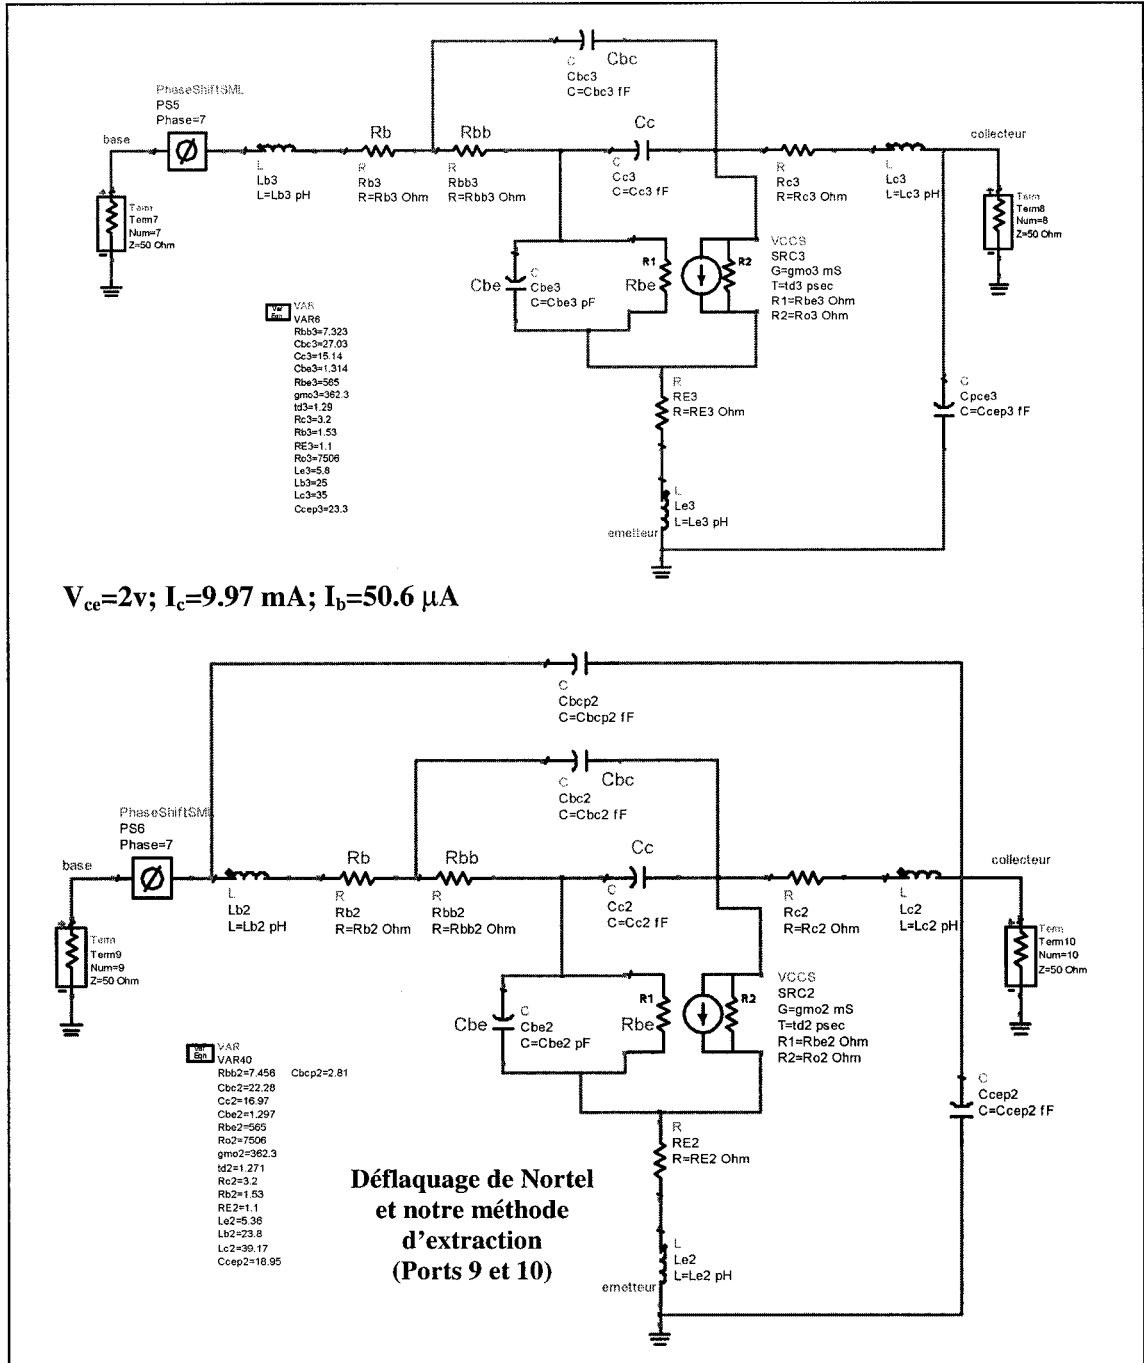 Cbc
C
Cbc3
C=Cbc3 fF
PhaseShiftSML
PS5
Phase=7
base
Rb
Rbb
Cc
collecteur
L
Lb3
L=Lb3 pH
R
Rb3
R=Rb3 Ohm
R
Rbb3
R=Rbb3 Ohm
C
Cc3
C=Cc3 fF
R
Rc3
R=Rc3 Ohm
L
Lc3
L=Lc3 pH
Term
Term7
Num=7
Z=50 Ohm
Term
Term8
Num=8
Z=50 Ohm
Cbe
C
Cbe3
C=Cbe3 pF
R1
Rbe
R2
VCCS
SRC3
G=gmo3 mS
T=td3 psec
R1=Rbe3 Ohm
R2=Ro3 Ohm
Var
Eqn
VAR
VAR6
Rbb3=7.323
Cbc3=27.03
Cc3=15.14
Cbe3=1.314
Rbe3=565
gmo3=362.3
td3=1.29
Rc3=3.2
Rb3=1.53
RE3=1.1
Ro3=7506
Le3=5.8
Lb3=25
Lc3=35
Ccep3=23.3
R
RE3
R=RE3 Ohm
C
Cpce3
C=Ccep3 fF
L
Le3
L=Le3 pH
emetteur
Vce=2v; Ic=9.97 mA; Ib=50.6 µA
C
Cbcp2
C=Cbcp2 fF
Cbc
C
Cbc2
C=Cbc2 fF
PhaseShiftSML
PS6
Phase=7
base
Rb
Rbb
Cc
collecteur
L
Lb2
L=Lb2 pH
R
Rb2
R=Rb2 Ohm
R
Rbb2
R=Rbb2 Ohm
C
Cc2
C=Cc2 fF
R
Rc2
R=Rc2 Ohm
L
Lc2
L=Lc2 pH
Term
Term9
Num=9
Z=50 Ohm
Term
Term10
Num=10
Z=50 Ohm
Cbe
C
Cbe2
C=Cbe2 pF
R1
Rbe
R2
VCCS
SRC2
G=gmo2 mS
T=td2 psec
R1=Rbe2 Ohm
R2=Ro2 Ohm
Var
Eqn
VAR
VAR40
Rbb2=7.456 Cbcp2=2.81
Cbc2=22.28
Cc2=16.97
Cbe2=1.297
Rbe2=565
Ro2=7506
gmo2=362.3
td2=1.271
Rc2=3.2
Rb2=1.53
RE2=1.1
Le2=5.36
Lb2=23.8
Lc2=39.17
Ccep2=18.95
C
Ccep2
C=Ccep2 fF
R
RE2
R=RE2 Ohm
Déflaquage de Nortel
et notre méthode
d'extraction
(Ports 9 et 10)
L
Le2
L=Le2 pH
emetteur